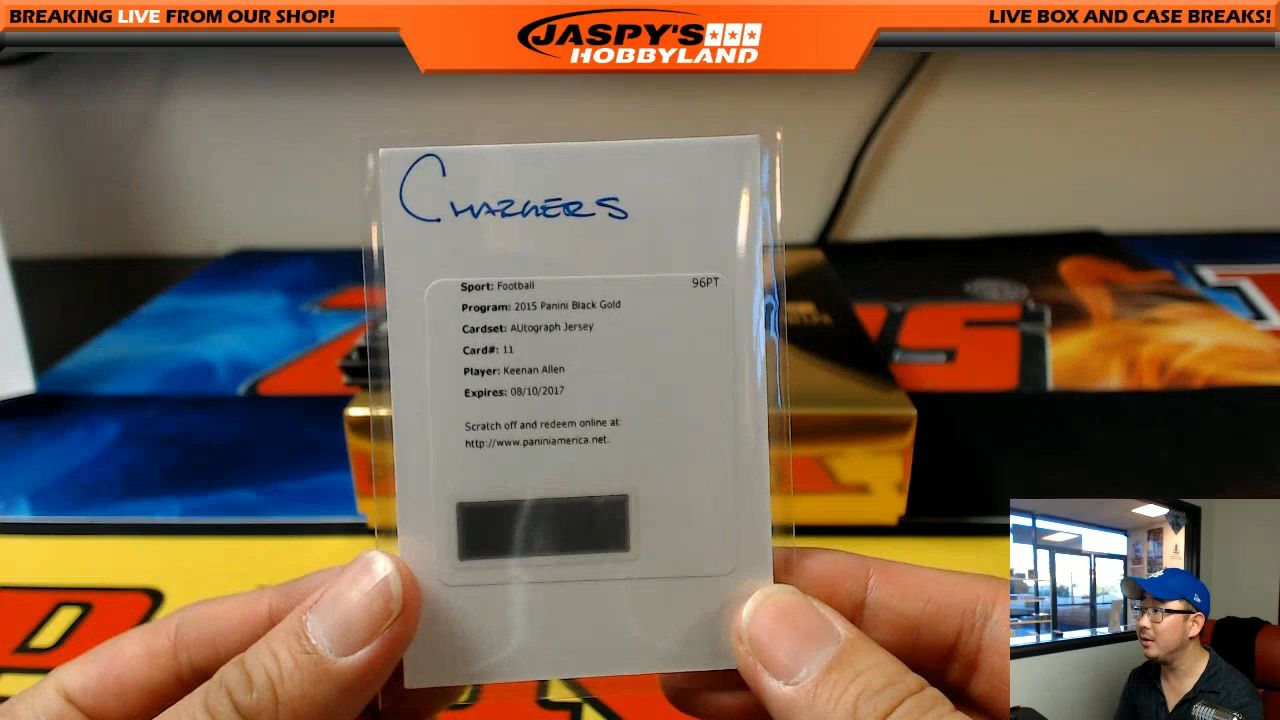 BREAKING LIVE FROM OUR SHOP!
JASPY'S
HOBBYLAND
LIVE BOX AND CASE BREAKS!
CHARGERS
96PT
Sport: Football
Program: 2015 Panini Black Gold
Cardset: AUtograph Jersey
Card#: 11
Player: Keenan Allen
Expires: 08/10/2017
Scratch off and redeem online at:
http://www.paniniamerica.net.